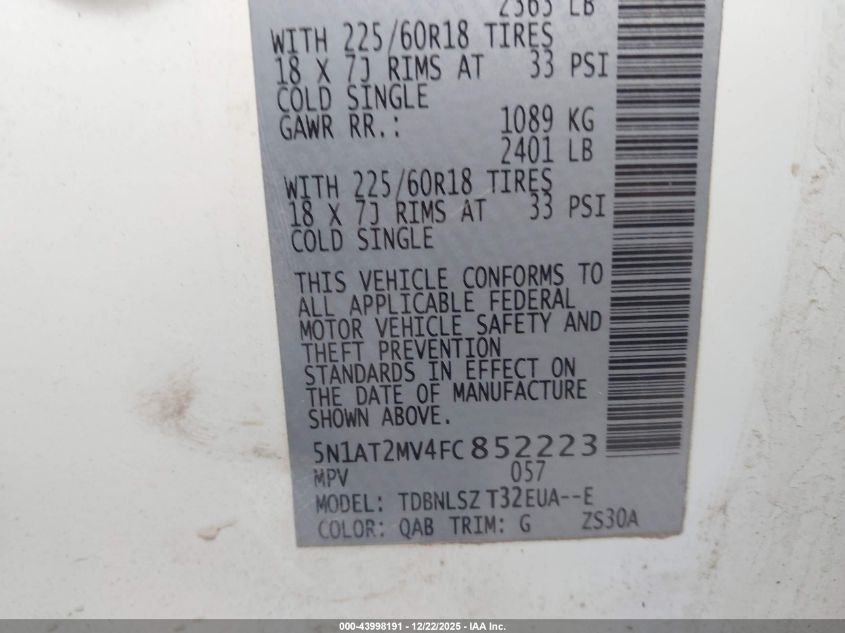 2363 LB
WITH 225/60R18 TIRES
18 X 7J RIMS AT 33 PSI
COLD SINGLE
GAWR RR.: 1089 KG
2401 LB
WITH 225/60R18 TIRES
18 X 7J RIMS AT 33 PSI
COLD SINGLE
THIS VEHICLE CONFORMS TO
ALL APPLICABLE FEDERAL
MOTOR VEHICLE SAFETY AND
THEFT PREVENTION
STANDARDS IN EFFECT ON
THE DATE OF MANUFACTURE
SHOWN ABOVE.
5N1AT2MV4FC852223
MPV 057
MODEL: TDBNLSZ T32EUA--E
COLOR: QAB TRIM: G ZS30A
000-43998191 - 12/22/2025 - IAA Inc.